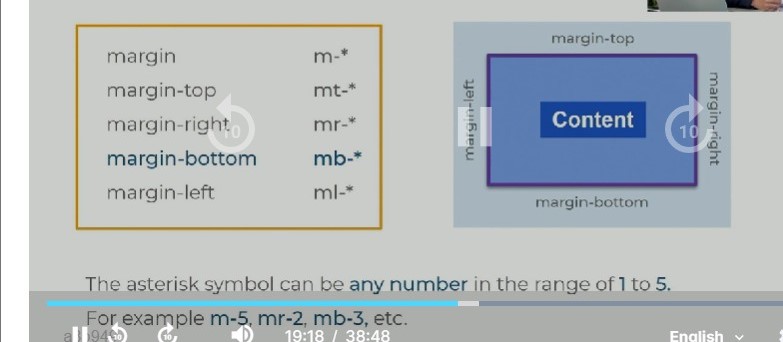 margin m-*
margin-top mt-*
margin-right mr-*
margin-bottom mb-*
margin-left ml-*
margin-top
margin-left
Content
margin-right
margin-bottom
10
10
The asterisk symbol can be any number in the range of 1 to 5.
For example m-5, mr-2, mb-3, etc.
10
10
19:18 / 38:48
English